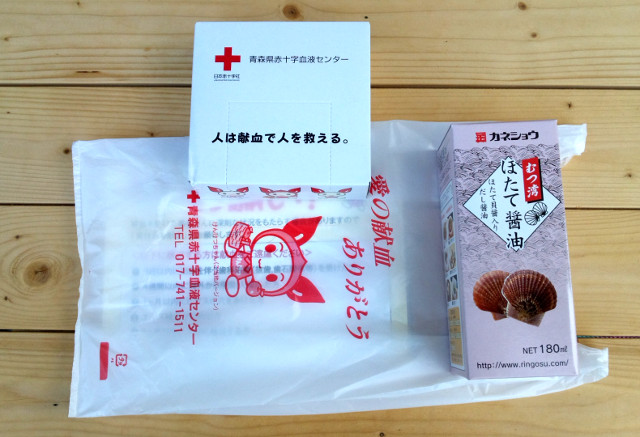 青森県赤十字血液センター
日本赤十字社
人は献血で人を救える。
愛の献血
ありがとう
青森県赤十字血液センター
TEL 017-741-1511
カネショウ
むつ湾
ほたて醤油
ほたて貝醤入り
だし醤油
NET 180ml
http://www.ringosu.com/